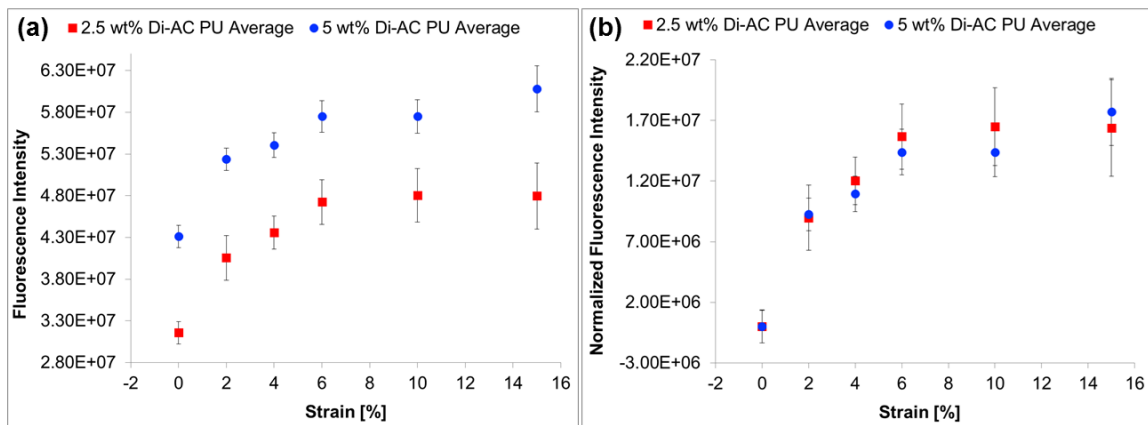 (a) 2.5 wt% Di-AC PU Average 5 wt% Di-AC PU Average
6.30E+07
5.80E+07
5.30E+07
4.80E+07
4.30E+07
3.80E+07
3.30E+07
2.80E+07
Fluorescence Intensity
-2 0 2 4 6 8 10 12 14 16
Strain [%]
(b) 2.5 wt% Di-AC PU Average 5 wt% Di-AC PU Average
2.20E+07
1.70E+07
1.20E+07
7.00E+06
2.00E+06
-3.00E+06
Normalized Fluorescence Intensity
-2 0 2 4 6 8 10 12 14 16
Strain [%]